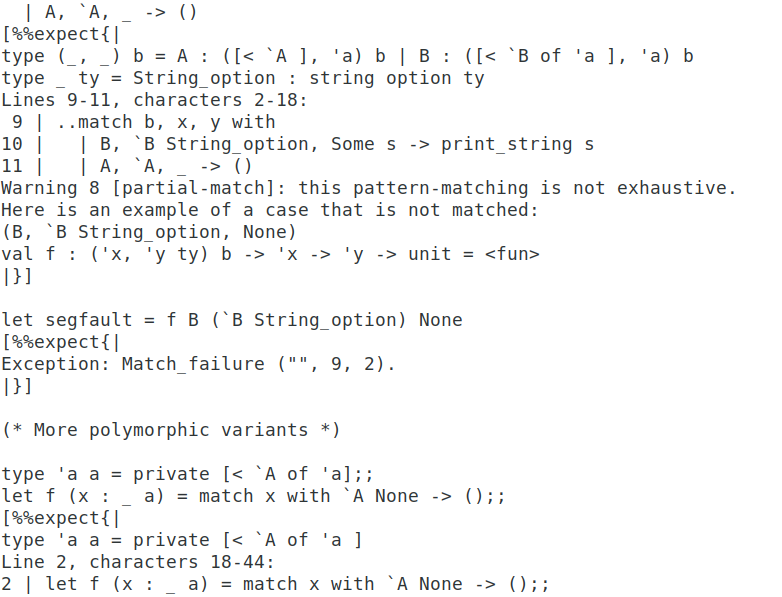 | A, `A, _ -> ()
[%%expect{|
type (_, _) b = A : ([< `A ], 'a) b | B : ([< `B of 'a ], 'a) b
type _ ty = String_option : string option ty
Lines 9-11, characters 2-18:
 9 | ..match b, x, y with
10 |   | B, `B String_option, Some s -> print_string s
11 |   | A, `A, _ -> ()
Warning 8 [partial-match]: this pattern-matching is not exhaustive.
Here is an example of a case that is not matched:
(B, `B String_option, None)
val f : ('x, 'y ty) b -> 'x -> 'y -> unit = <fun>
|}]

let segfault = f B (`B String_option) None
[%%expect{|
Exception: Match_failure ("", 9, 2).
|}]

(* More polymorphic variants *)

type 'a a = private [< `A of 'a];;
let f (x : _ a) = match x with `A None -> ();;
[%%expect{|
type 'a a = private [< `A of 'a ]
Line 2, characters 18-44:
2 | let f (x : _ a) = match x with `A None -> ();;